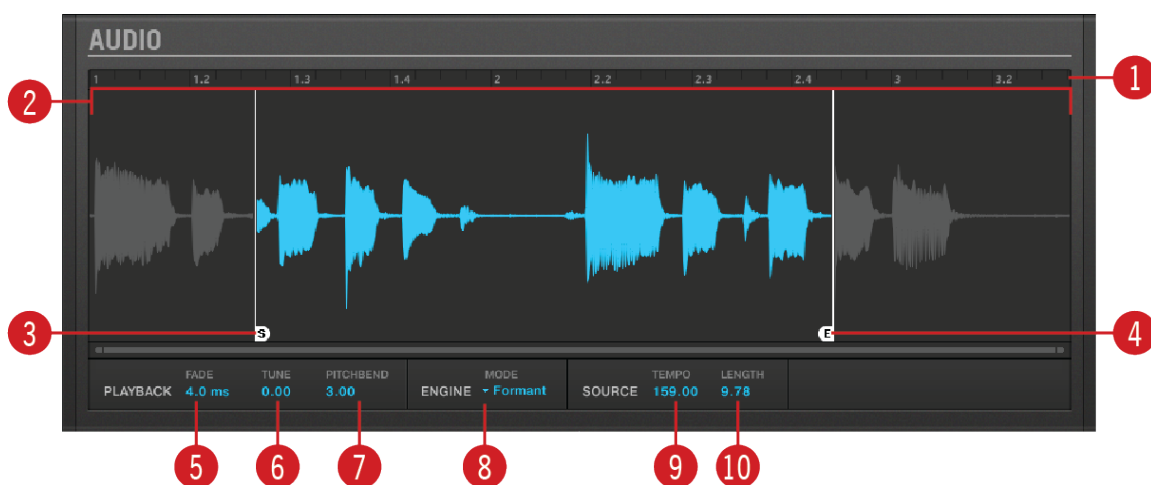 AUDIO
1 1.2 1.3 1.4 2 2.2 2.3 2.4 3 3.2
1
2
S
E
3
4
FADE TUNE PITCHBEND MODE TEMPO LENGTH
PLAYBACK 4.0 ms 0.00 3.00 ENGINE Formant SOURCE 159.00 9.78
5 6 7 8 9 10